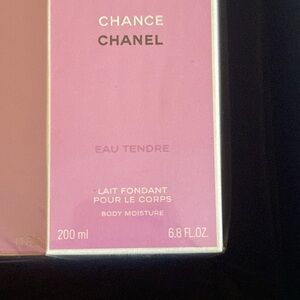 CHANCE
CHANEL
EAU TENDRE
LAIT FONDANT
POUR LE CORPS
BODY MOISTURE
200 ml 6.8 FL.OZ.